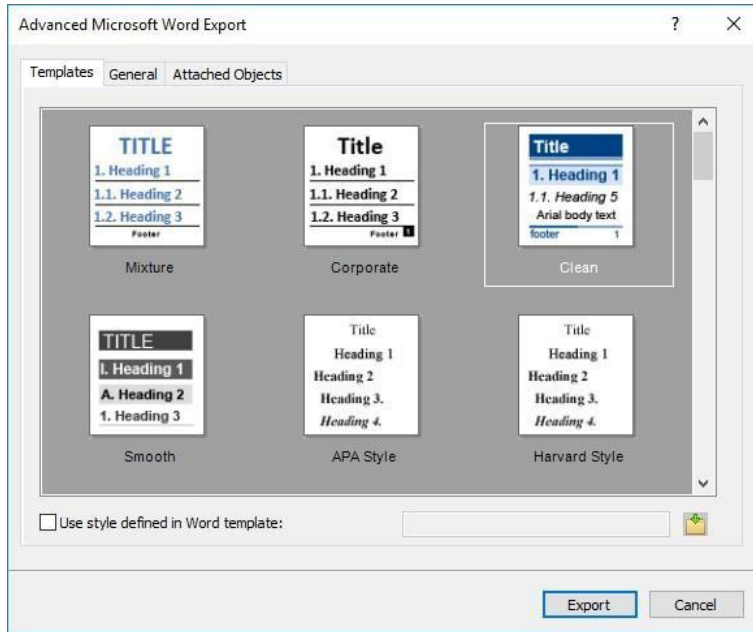 Advanced Microsoft Word Export
Templates General Attached Objects
TITLE
1. Heading 1
1.1. Heading 2
1.2. Heading 3
Footer
Mixture
Title
1. Heading 1
1.1. Heading 2
1.2. Heading 3
Footer 1
Corporate
Title
1. Heading 1
1.1. Heading 5
Arial body text
footer 1
Clean
TITLE
I. Heading 1
A. Heading 2
1. Heading 3
Smooth
Title
Heading 1
Heading 2
Heading 3.
Heading 4.
APA Style
Title
Heading 1
Heading 2
Heading 3.
Heading 4.
Harvard Style
Use style defined in Word template:
Export Cancel